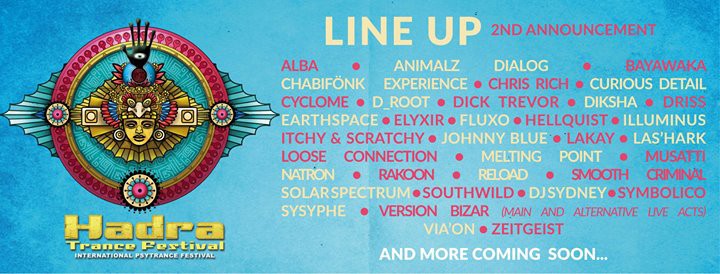 LINE UP 2ND ANNOUNCEMENT
ALBA • ANIMALZ DIALOG • BAYAWAKA
CHABIFÖNK EXPERIENCE • CHRIS RICH • CURIOUS DETAIL
CYCLOME • D_ROOT • DICK TREVOR • DIKSHA • DRISS
EARTHSPACE • ELYXIR • FLUXO • HELLQUIST • ILLUMINUS
ITCHY & SCRATCHY • JOHNNY BLUE • LAKAY • LAS'HARK
LOOSE CONNECTION • MELTING POINT • MUSATTI
NATRON • RAKOON • RELOAD • SMOOTH CRIMINAL
SOLAR SPECTRUM • SOUTHWILD • DJ SYDNEY • SYMBOLICO
SYSYPHE • VERSION BIZAR (MAIN AND ALTERNATIVE LIVE ACTS)
VIA'ON • ZEITGEIST
AND MORE COMING SOON...
Hadra
Trance Festival
INTERNATIONAL PSYTRANCE FESTIVAL